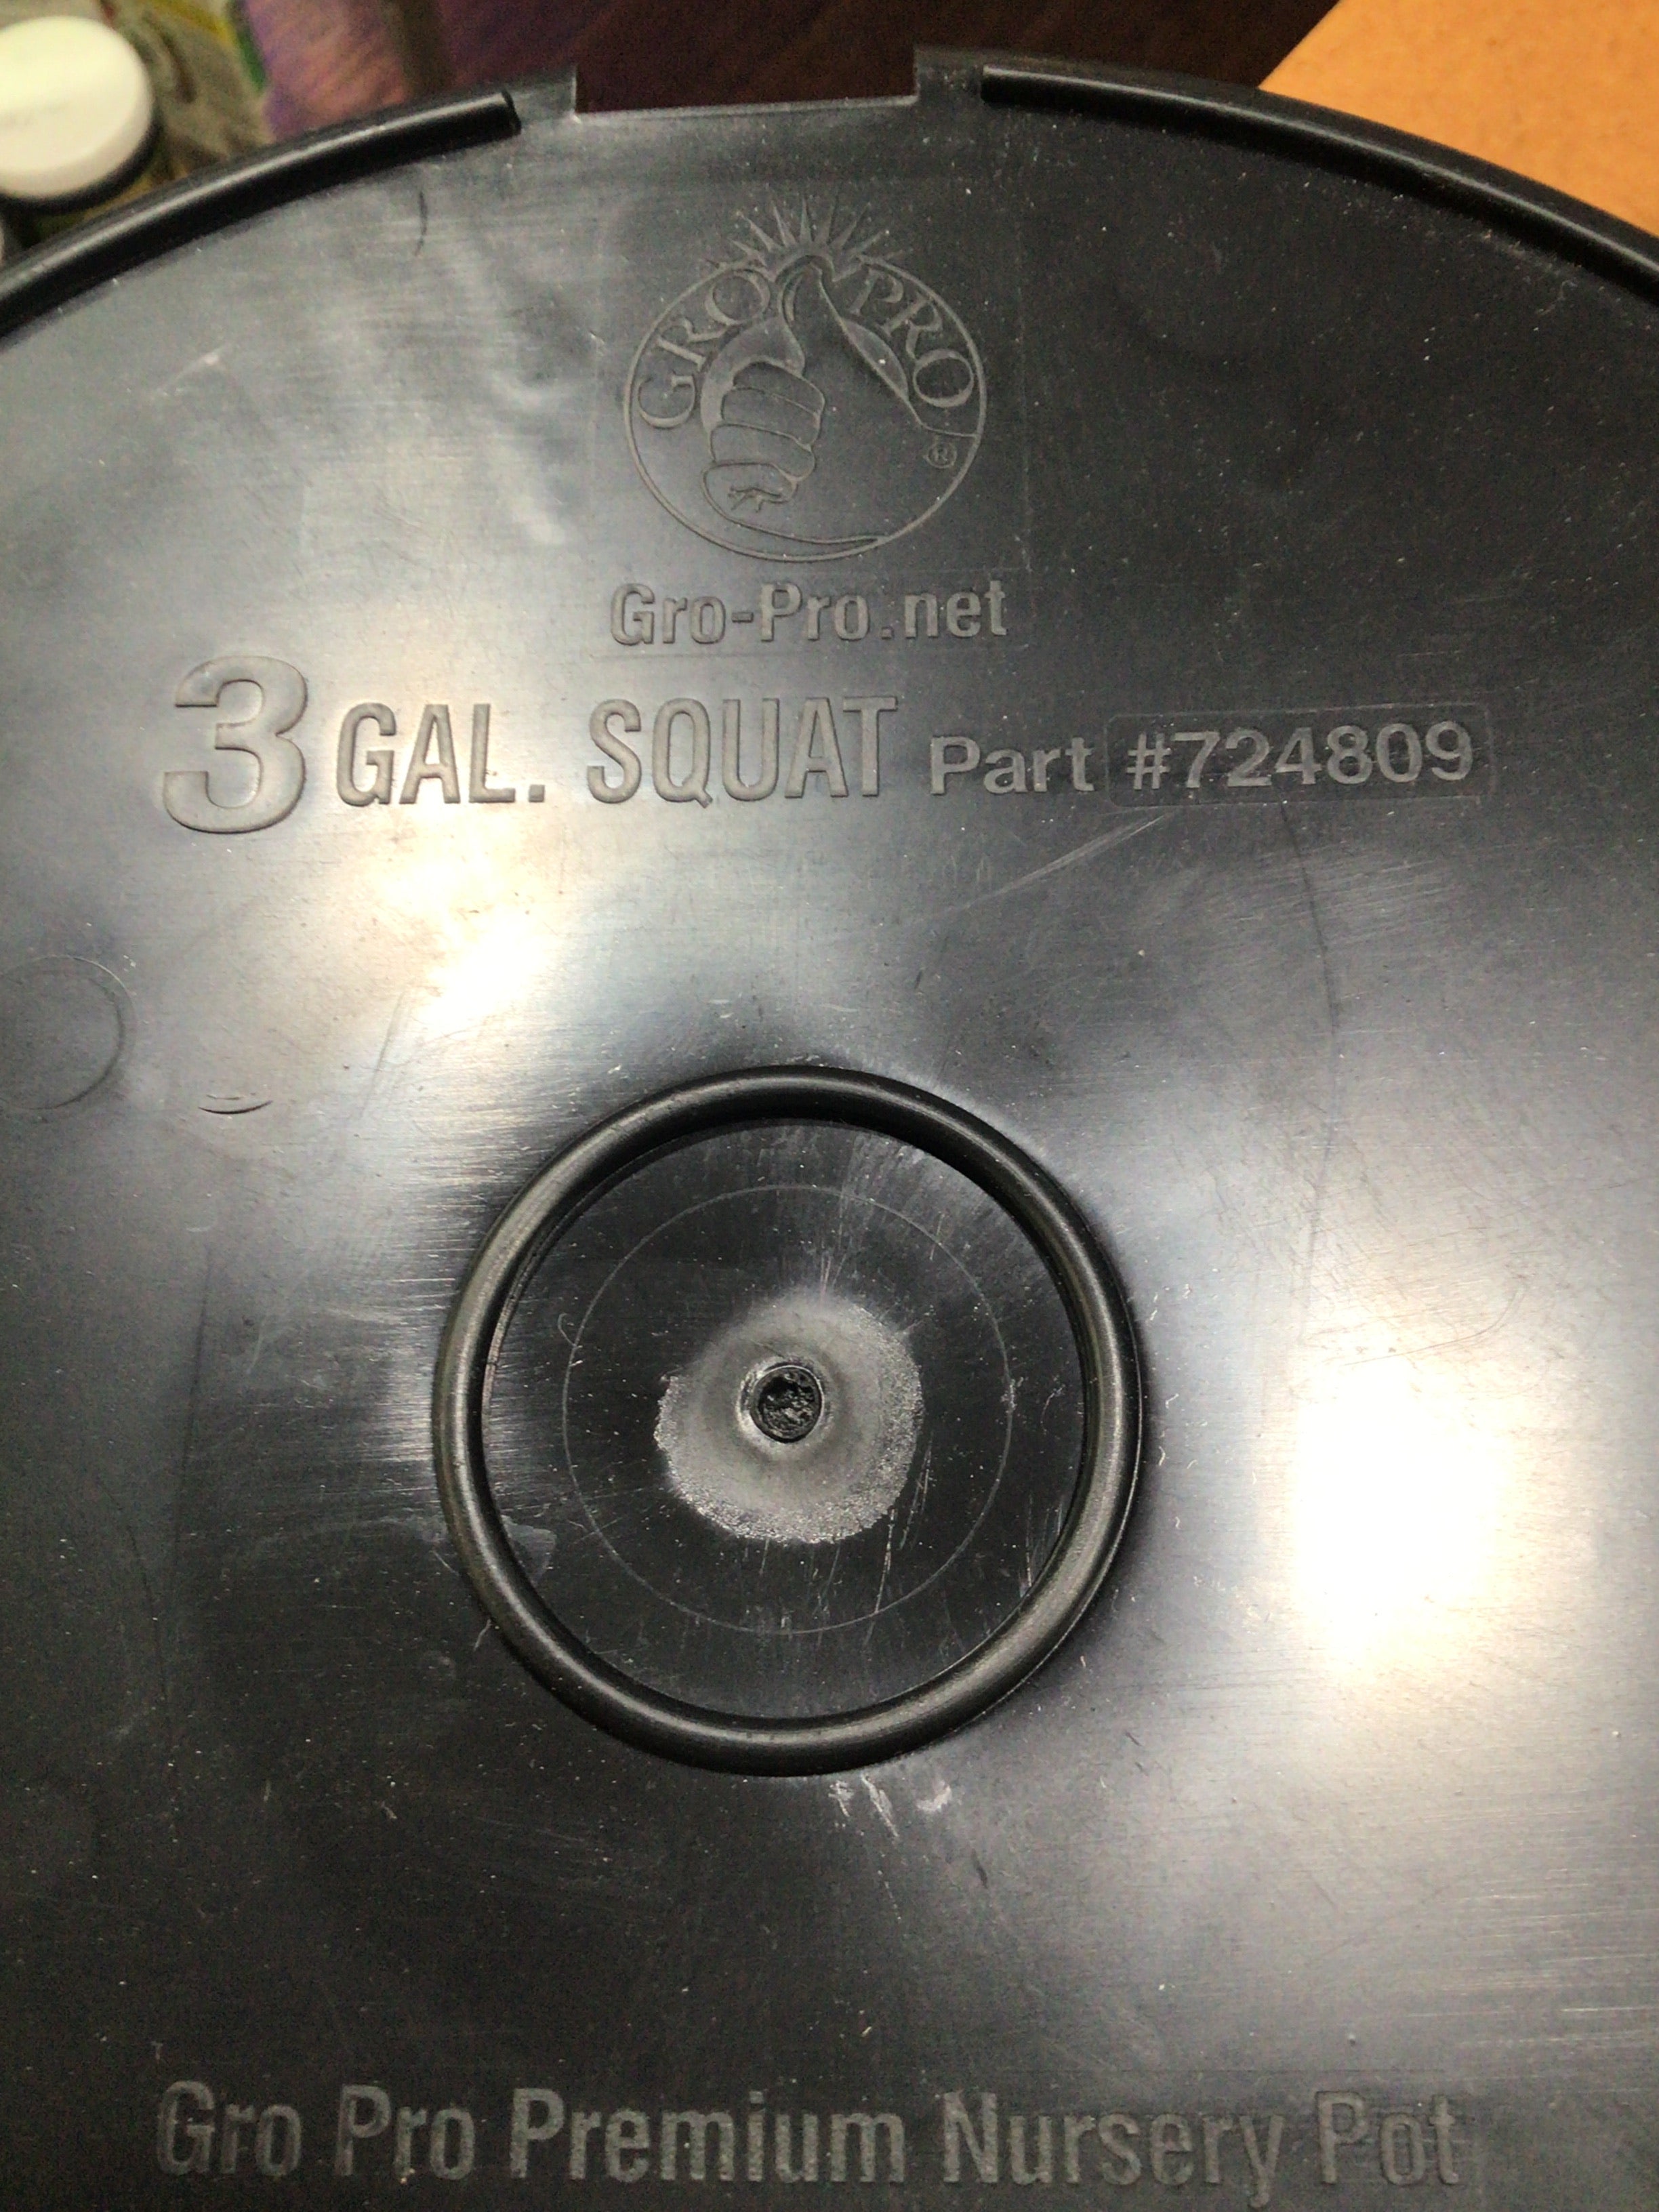 GRO PRO ®
Gro-Pro.net
3 GAL. SQUAT Part #724809
Gro Pro Premium Nursery Pot